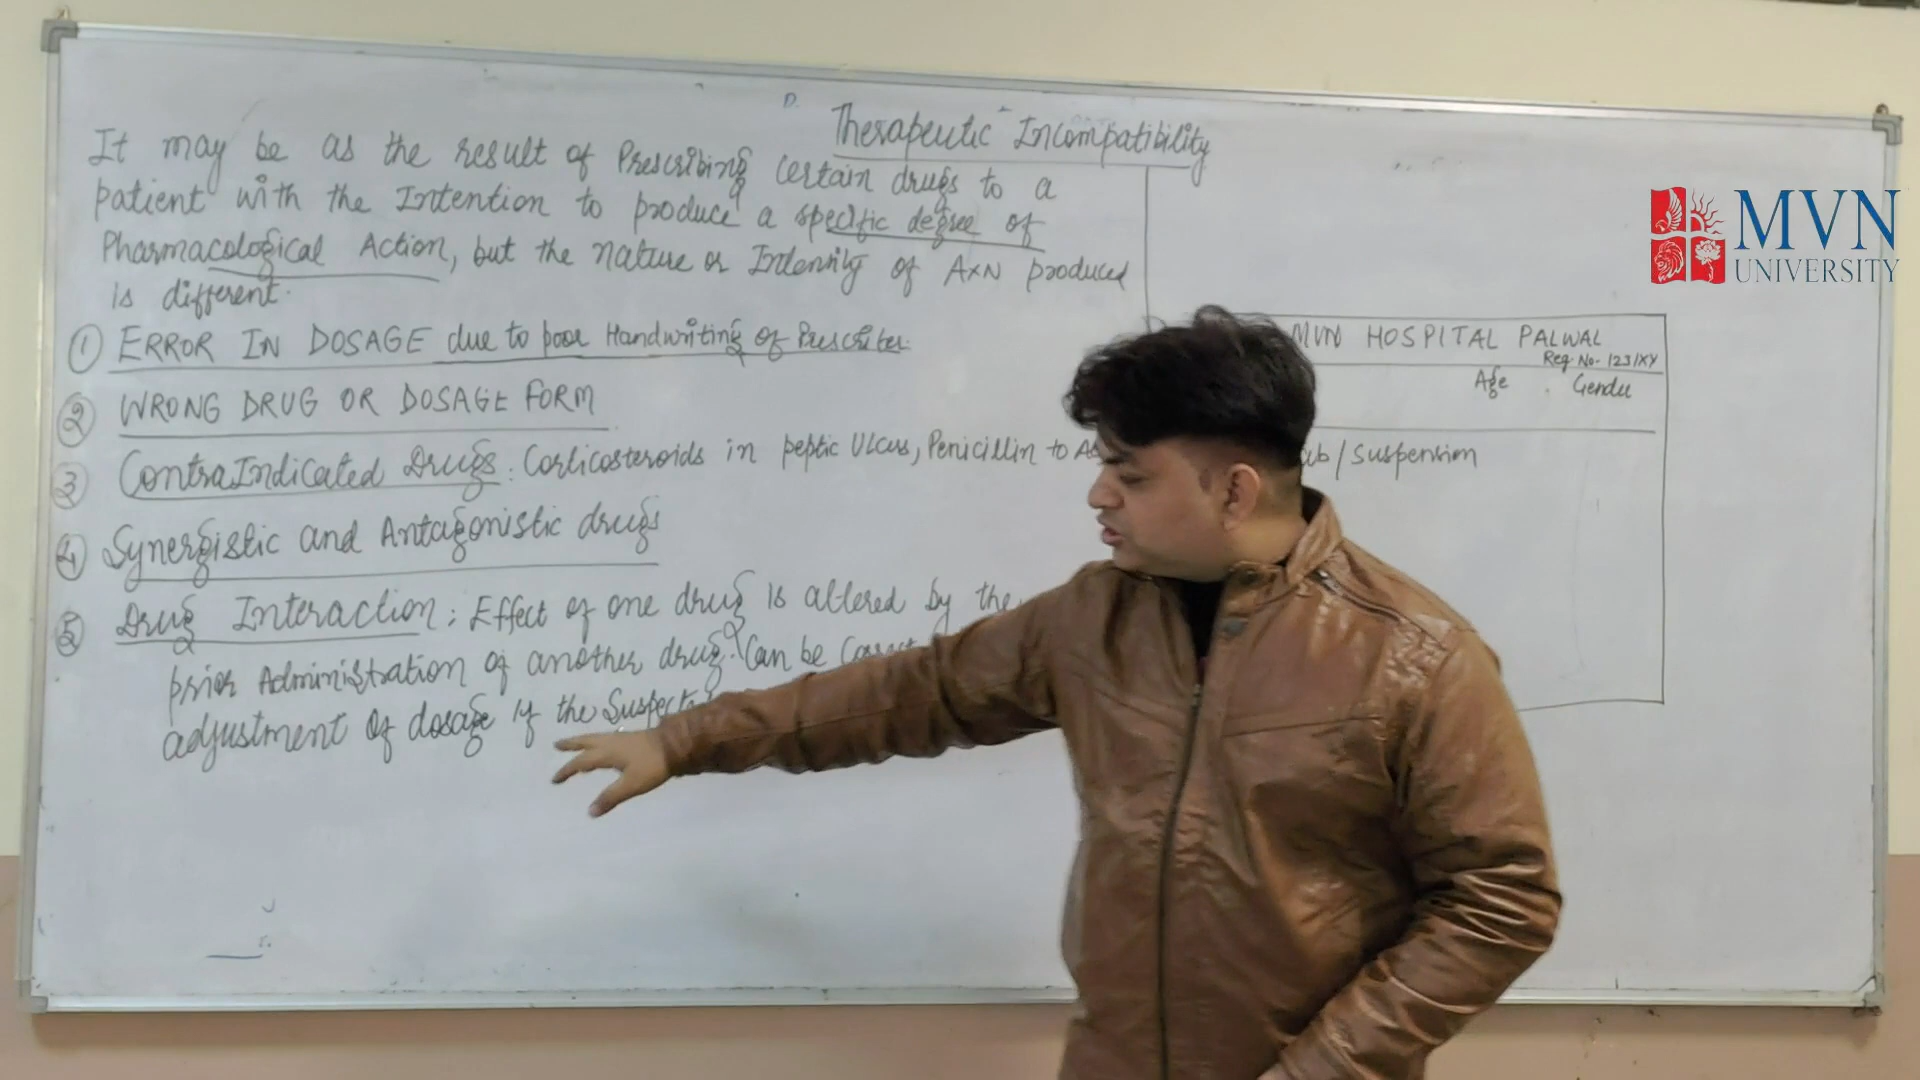 Therapeutic Incompatibility
It may be as the result of Prescribing certain drugs to a
patient with the Intention to produce a specific degree of
Pharmacological Action, but the nature or Intensity of AxN produced
is different.
① ERROR IN DOSAGE due to poor Handwriting of Prescriber.
② WRONG DRUG OR DOSAGE FORM
③ ContraIndicated Drugs: Corticosteroids in peptic Ulcers, Penicillin to
④ Synergistic and Antagonistic drugs
⑤ Drug Interaction: Effect of one drug is altered by the
prior Administration of another drug. Can be
adjustment of dosage if the
MVN HOSPITAL PALWAL
Reg. No. 123/XY
Age Gender
/ Suspension
MVN
UNIVERSITY